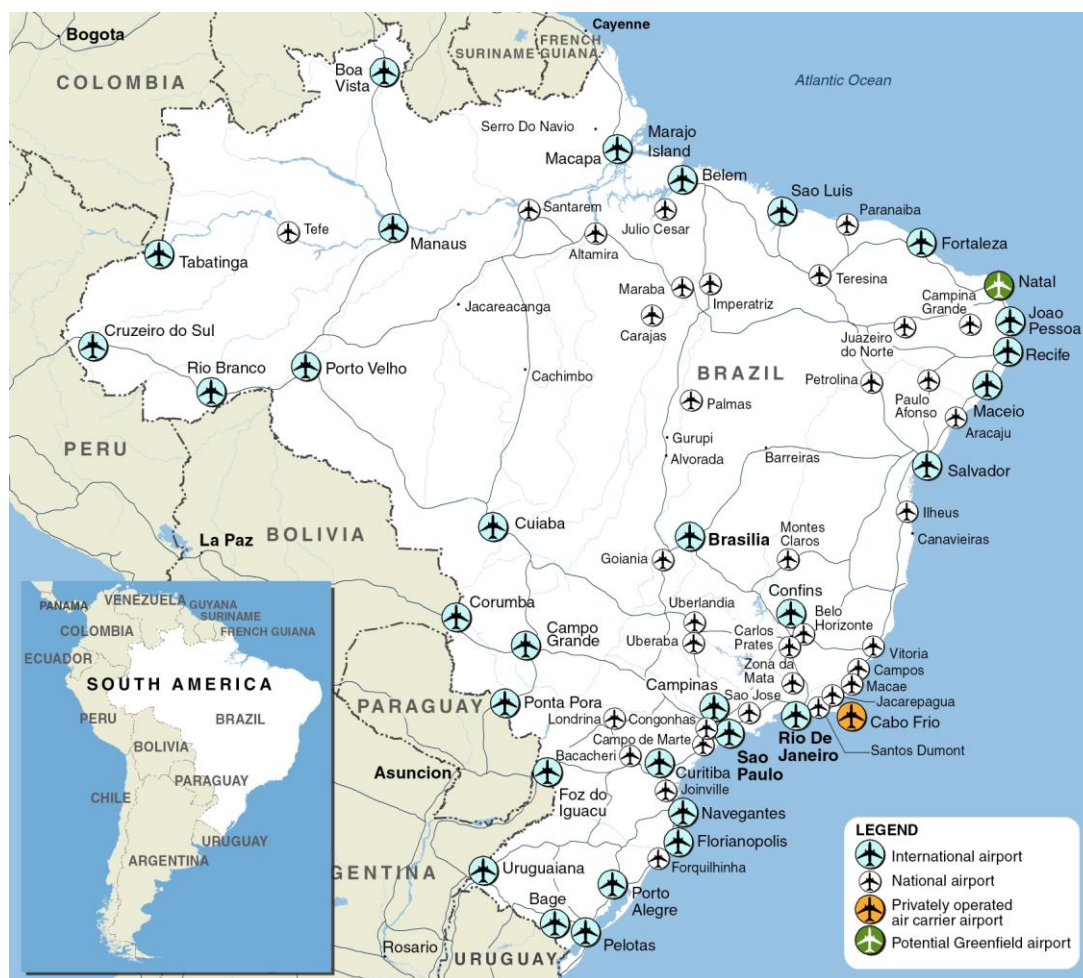 Cayenne
Bogota
SURINAME
FRENCH
GUIANA
COLOMBIA
Boa
Vista
Atlantic Ocean
Serro Do Navio
Marajo
Island
Macapa
Belem
Sao Luis
Santarem
Paranaiba
Tefe
Manaus
Julio Cesar
Fortaleza
Tabatinga
Altamira
Teresina
Natal
Maraba
Imperatriz
Campina
Grande
Jacareacanga
Joao
Pessoa
Cruzeiro do Sul
Carajas
Juazeiro
do Norte
Recife
Rio Branco
Porto Velho
Cachimbo
BRAZIL
Petrolina
Paulo
Afonso
Maceio
Palmas
Aracaju
PERU
Gurupi
Alvorada
Barreiras
Salvador
Ilheus
Cuiaba
BOLIVIA
La Paz
Brasilia
Montes
Claros
Canavieiras
Goiania
Confins
Corumba
Uberlandia
Belo
Horizonte
Campo
Grande
Uberaba
Carlos
Prates
Vitoria
Zona da
Mata
Campos
Macae
Campinas
Sao Jose
Jacarepagua
PARAGUAY
Ponta Pora
Londrina
Congonhas
Cabo Frio
Campo de Marte
Rio De
Janeiro
Santos Dumont
Bacacheri
Sao
Paulo
Asuncion
Curitiba
Foz do
Iguacu
Joinville
Navegantes
Florianopolis
Forquilhinha
ENTINA
Uruguaiana
Porto
Alegre
Bage
Pelotas
Rosario
URUGUAY
PANAMA
VENEZUELA
GUYANA
SURINAME
FRENCH GUIANA
COLOMBIA
ECUADOR
SOUTH AMERICA
PERU
BRAZIL
BOLIVIA
PARAGUAY
CHILE
URUGUAY
ARGENTINA
LEGEND
International airport
National airport
Privately operated
air carrier airport
Potential Greenfield airport